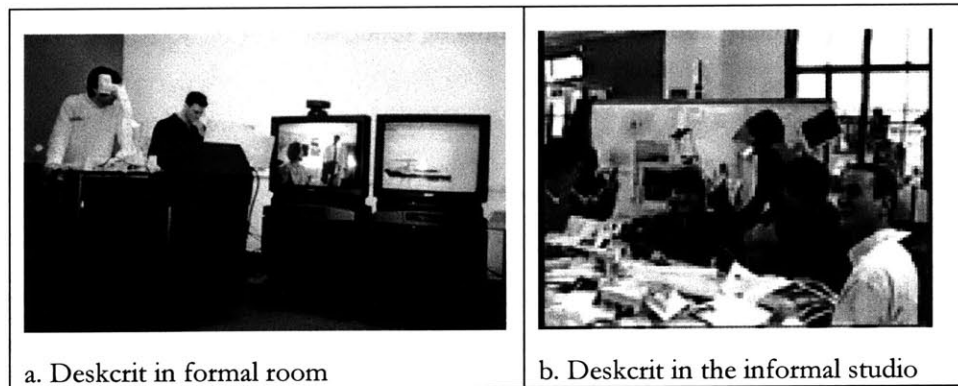 a. Deskcrit in formal room
b. Deskcrit in the informal studio